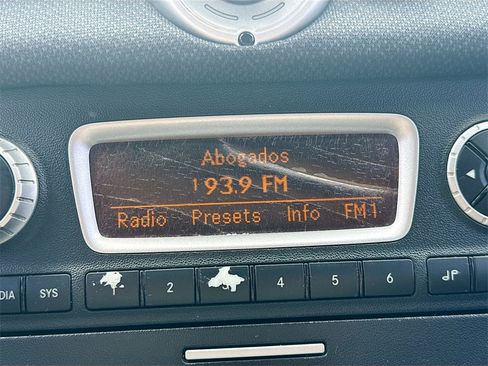 Abogados
1 93.9 FM
Radio Presets Info FM1
DIA SYS 2 4 5 6